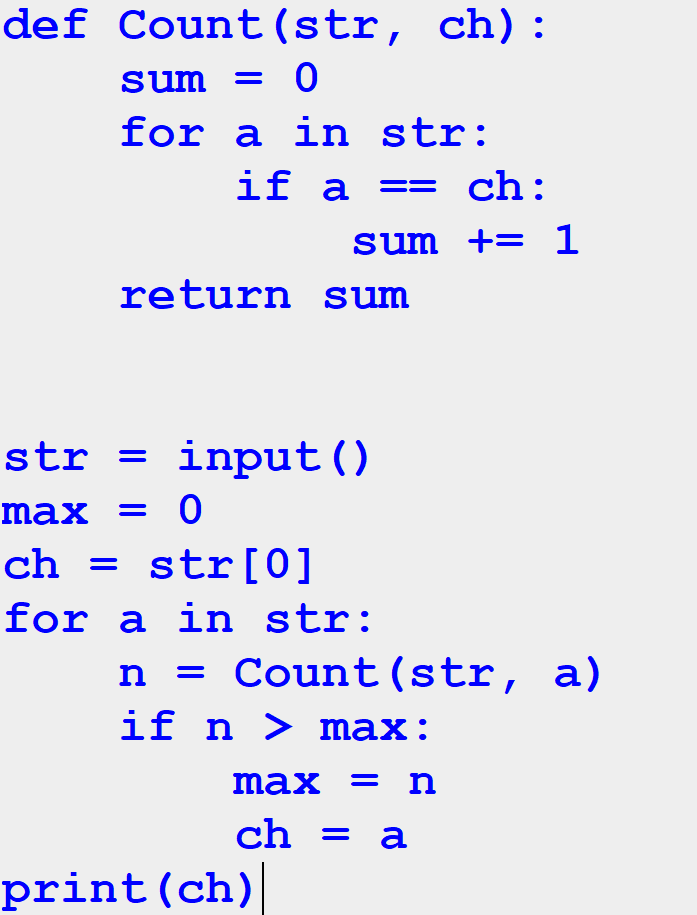 def Count(str, ch):
    sum = 0
    for a in str:
        if a == ch:
            sum += 1
    return sum
str = input()
max = 0
ch = str[0]
for a in str:
    n = Count(str, a)
    if n > max:
        max = n
        ch = a
print(ch)